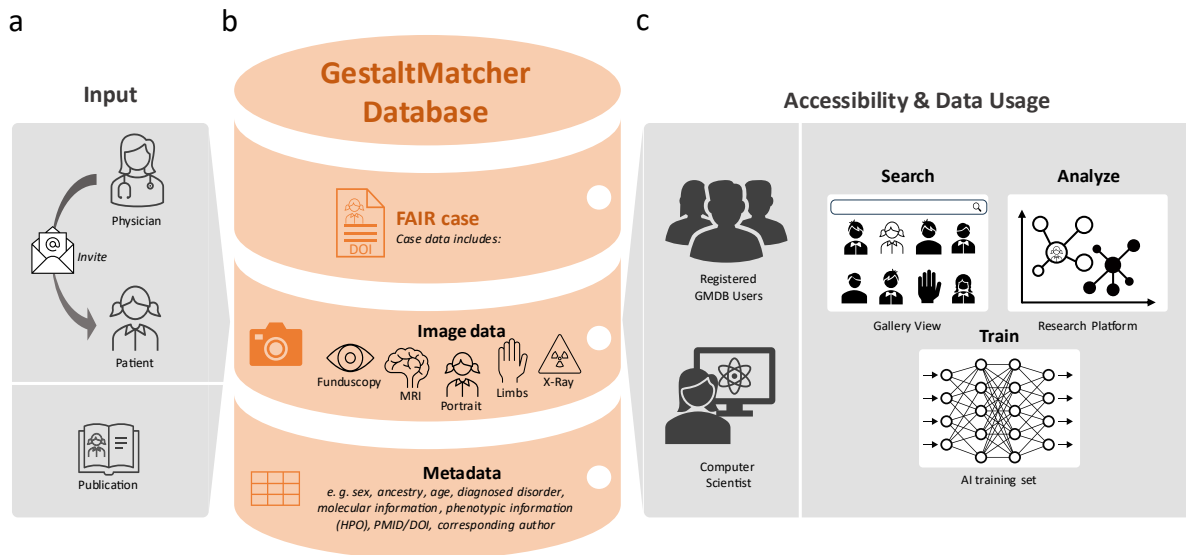 a
Input
Physician
@
Invite
Patient
Publication
b
GestaltMatcher
Database
FAIR case
Case data includes:
DOI
Image data
Funduscopy
MRI
Portrait
Limbs
X-Ray
Metadata
e. g. sex, ancestry, age, diagnosed disorder,
molecular information, phenotypic information
(HPO), PMID/DOI, corresponding author
c
Accessibility & Data Usage
Registered
GMDB Users
Computer
Scientist
Search
Gallery View
Analyze
Research Platform
Train
AI training set